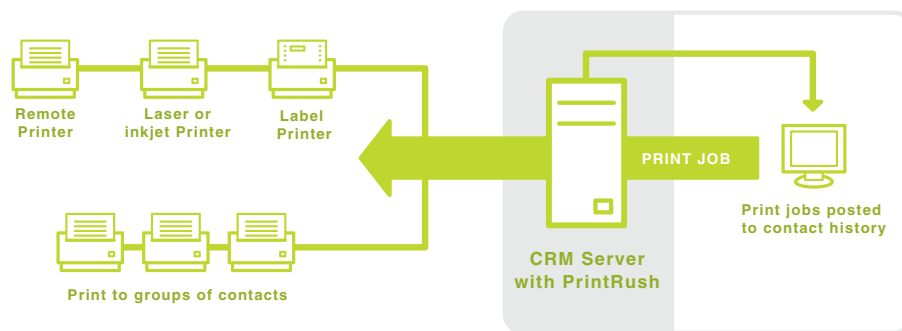 Remote
Printer
Laser or
inkjet Printer
Label
Printer
PRINT JOB
Print jobs posted
to contact history
CRM Server
with PrintRush
Print to groups of contacts